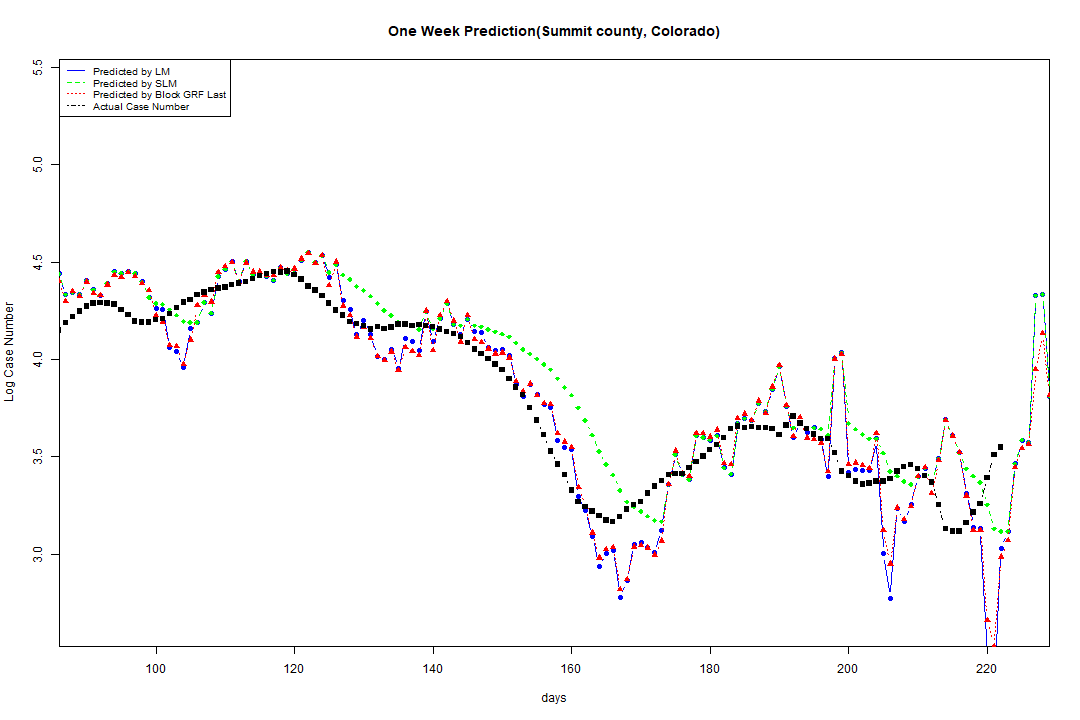 One Week Prediction(Summit county, Colorado)
Predicted by LM
Predicted by SLM
Predicted by Block GRF Last
Actual Case Number
5.5
5.0
4.5
4.0
3.5
3.0
Log Case Number
100 120 140 160 180 200 220
days